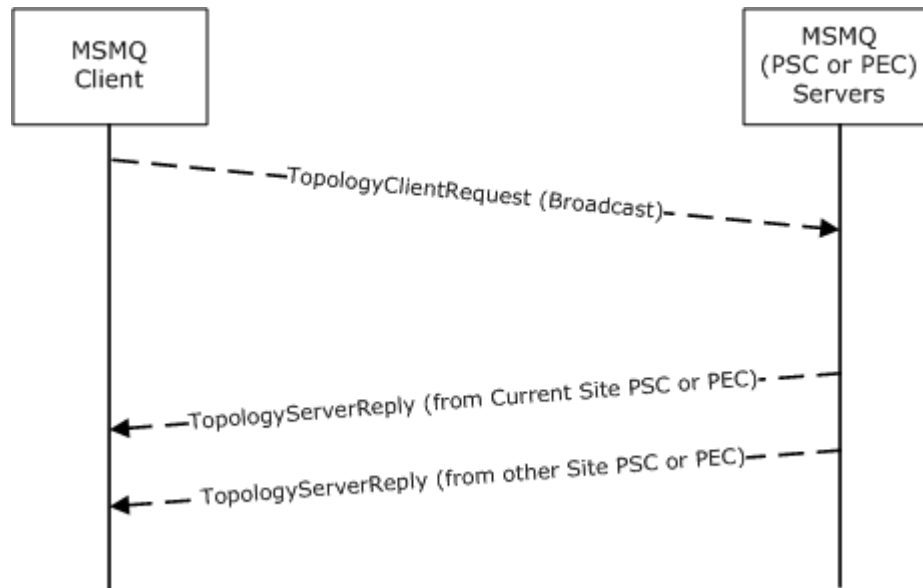 MSMQ
Client
MSMQ
(PSC or PEC)
Servers
TopologyClientRequest (Broadcast)
TopologyServerReply (from Current Site PSC or PEC)
TopologyServerReply (from other Site PSC or PEC)